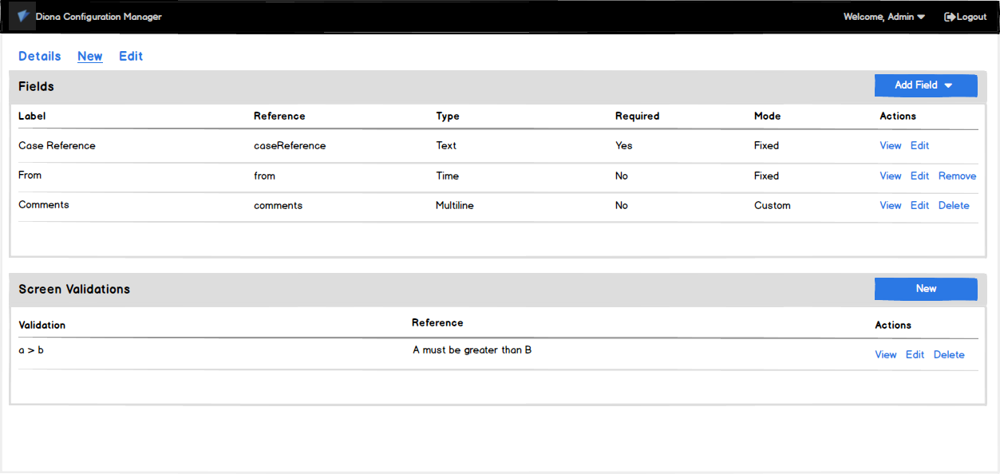 Diona Configuration Manager Welcome, Admin Logout
Details New Edit
Fields Add Field
Label Reference Type Required Mode Actions
Case Reference caseReference Text Yes Fixed View Edit
From from Time No Fixed View Edit Remove
Comments comments Multiline No Custom View Edit Delete
Screen Validations New
Validation Reference Actions
a > b A must be greater than B View Edit Delete